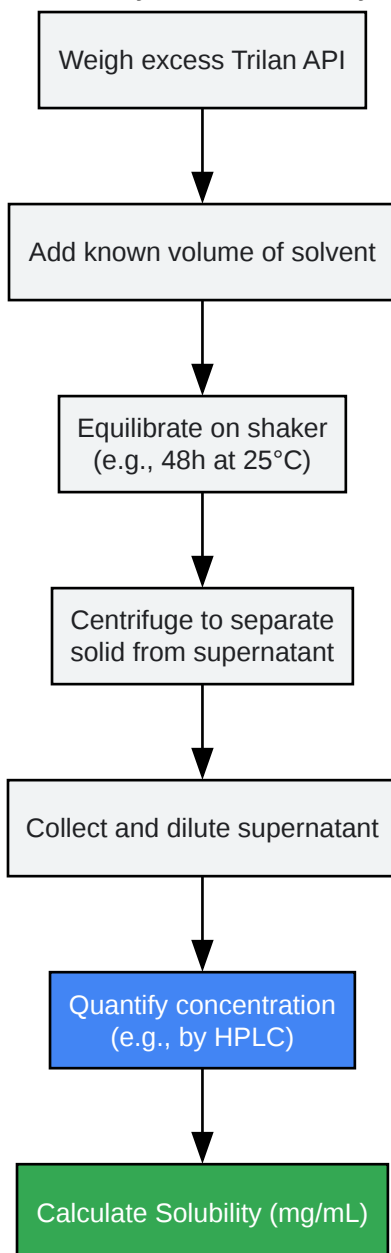 Weigh excess Trilan API
Add known volume of solvent
Equilibrate on shaker
(e.g., 48h at 25°C)
Centrifuge to separate
solid from supernatant
Collect and dilute supernatant
Quantify concentration
(e.g., by HPLC)
Calculate Solubility (mg/mL)